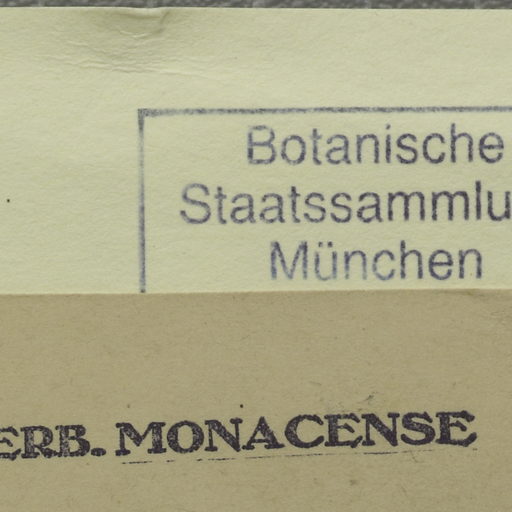 Botanische
Staatssammlu
München
ERB. MONACENSE